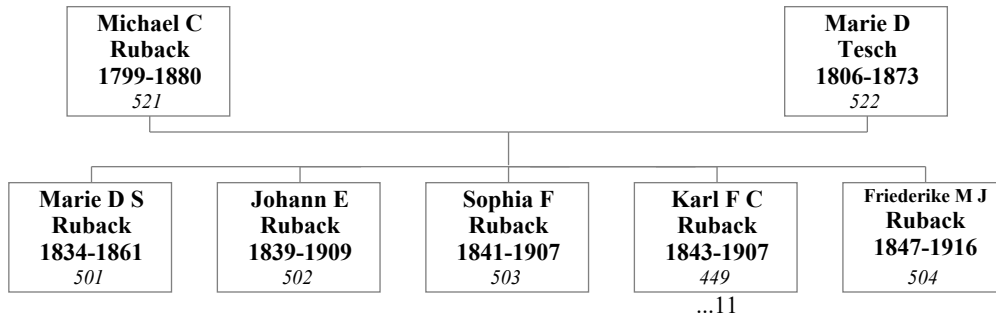 Michael C
Ruback
1799-1880
521
Marie D
Tesch
1806-1873
522
Marie D S
Ruback
1834-1861
501
Johann E
Ruback
1839-1909
502
Sophia F
Ruback
1841-1907
503
Karl F C
Ruback
1843-1907
449
...11
Friederike M J
Ruback
1847-1916
504